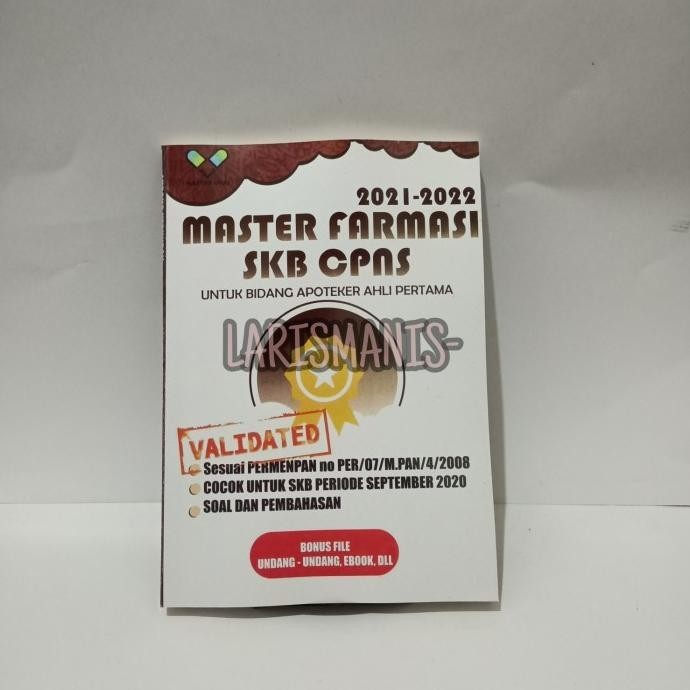 2021-2022
MASTER FARMASI
SKB CPNS
UNTUK BIDANG APOTEKER AHLI PERTAMA
LARISMANIS-
VALIDATED
Sesuai PERMENPAN no PER/07/M.PAN/4/2008
COCOK UNTUK SKB PERIODE SEPTEMBER 2020
SOAL DAN PEMBAHASAN
BONUS FILE
UNDANG - UNDANG, EBOOK, DLL